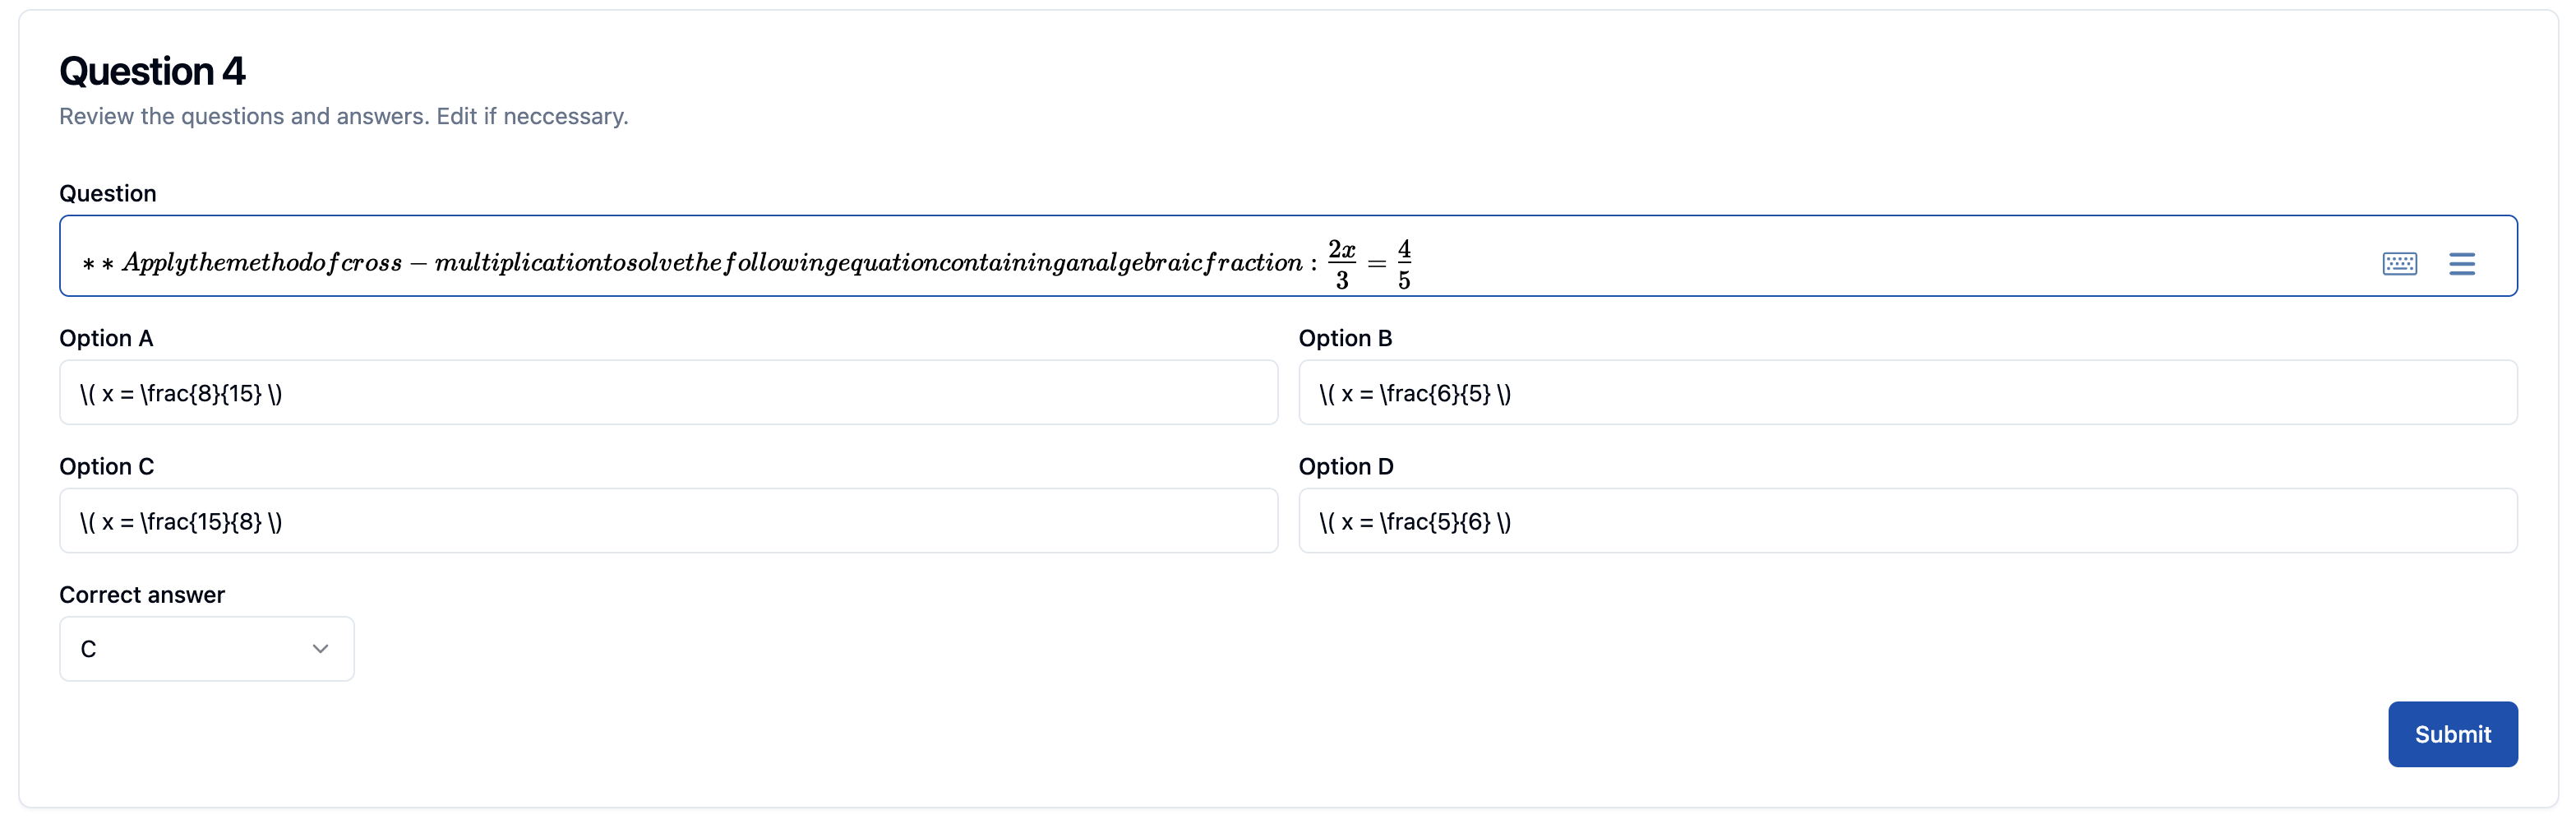 Question 4
Review the questions and answers. Edit if neccessary.
Question
**Applythemethodofcross−multiplicationtosolvethefollowingequationcontaininganalgebraicfraction: \frac{2x}{3} = \frac{4}{5}
Option A
Option B
\( x = \frac{8}{15} \)
\( x = \frac{6}{5} \)
Option C
Option D
\( x = \frac{15}{8} \)
\( x = \frac{5}{6} \)
Correct answer
C
Submit